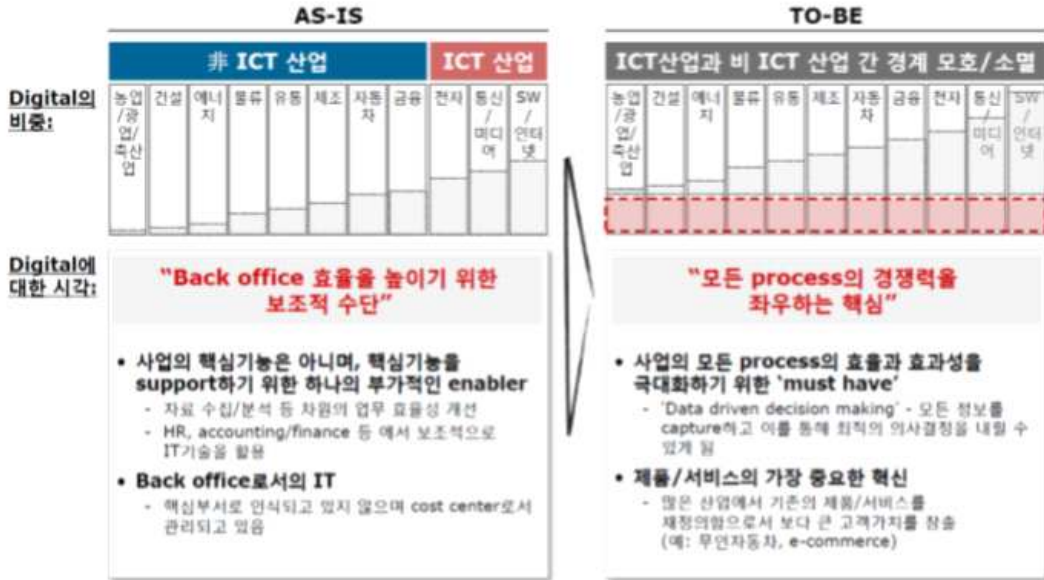 AS-IS
非 ICT 산업
ICT 산업
Digital의
비중:
농업
/광
업/
축산
업
건설
에너
지
물류
유통
제조
자동
차
금융
전자
통신
/
미디
어
SW
/
인터
넷
Digital에
대한 시각:
“Back office 효율을 높이기 위한
보조적 수단”
• 사업의 핵심기능은 아니며, 핵심기능을
support하기 위한 하나의 부가적인 enabler
- 자료 수집/분석 등 차원의 업무 효율성 개선
- HR, accounting/finance 등 에서 보조적으로
IT기술을 활용
• Back office로서의 IT
- 핵심부서로 인식되고 있지 않으며 cost center로서
관리되고 있음
TO-BE
ICT산업과 비 ICT 산업 간 경계 모호/소멸
농업
/광
업/
축산
업
건설
에너
지
물류
유통
제조
자동
차
금융
전자
통신
/
미디
어
SW
/
인터
넷
“모든 process의 경쟁력을
좌우하는 핵심”
• 사업의 모든 process의 효율과 효과성을
극대화하기 위한 ‘must have’
- ‘Data driven decision making’ - 모든 정보를
capture하고 이를 통해 최적의 의사결정을 내릴 수
있게 됨
• 제품/서비스의 가장 중요한 혁신
- 많은 산업에서 기존의 제품/서비스를
재정의함으로서 보다 큰 고객가치를 창출
(예: 무인자동차, e-commerce)